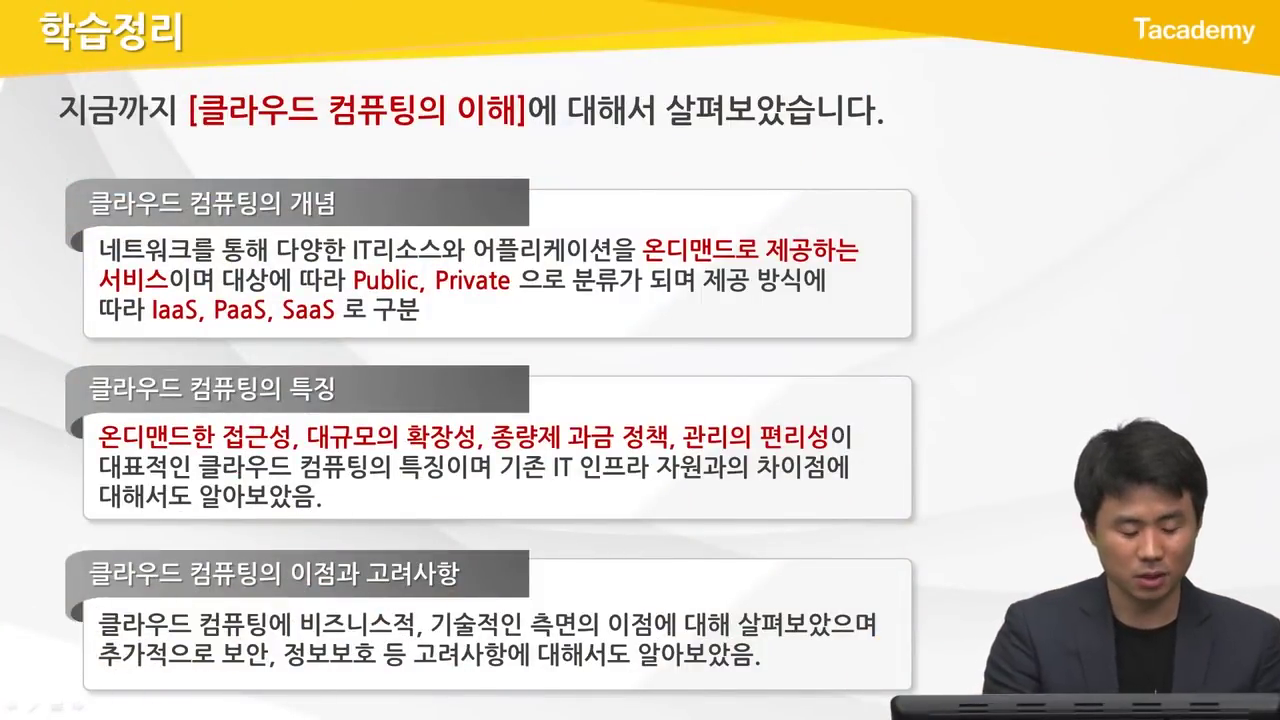 학습정리
Tacademy
지금까지 [클라우드 컴퓨팅의 이해]에 대해서 살펴보았습니다.
클라우드 컴퓨팅의 개념
네트워크를 통해 다양한 IT리소스와 어플리케이션을 온디맨드로 제공하는
서비스이며 대상에 따라 Public, Private 으로 분류가 되며 제공 방식에
따라 IaaS, PaaS, SaaS 로 구분
클라우드 컴퓨팅의 특징
온디맨드한 접근성, 대규모의 확장성, 종량제 과금 정책, 관리의 편리성이
대표적인 클라우드 컴퓨팅의 특징이며 기존 IT 인프라 자원과의 차이점에
대해서도 알아보았음.
클라우드 컴퓨팅의 이점과 고려사항
클라우드 컴퓨팅에 비즈니스적, 기술적인 측면의 이점에 대해 살펴보았으며
추가적으로 보안, 정보보호 등 고려사항에 대해서도 알아보았음.